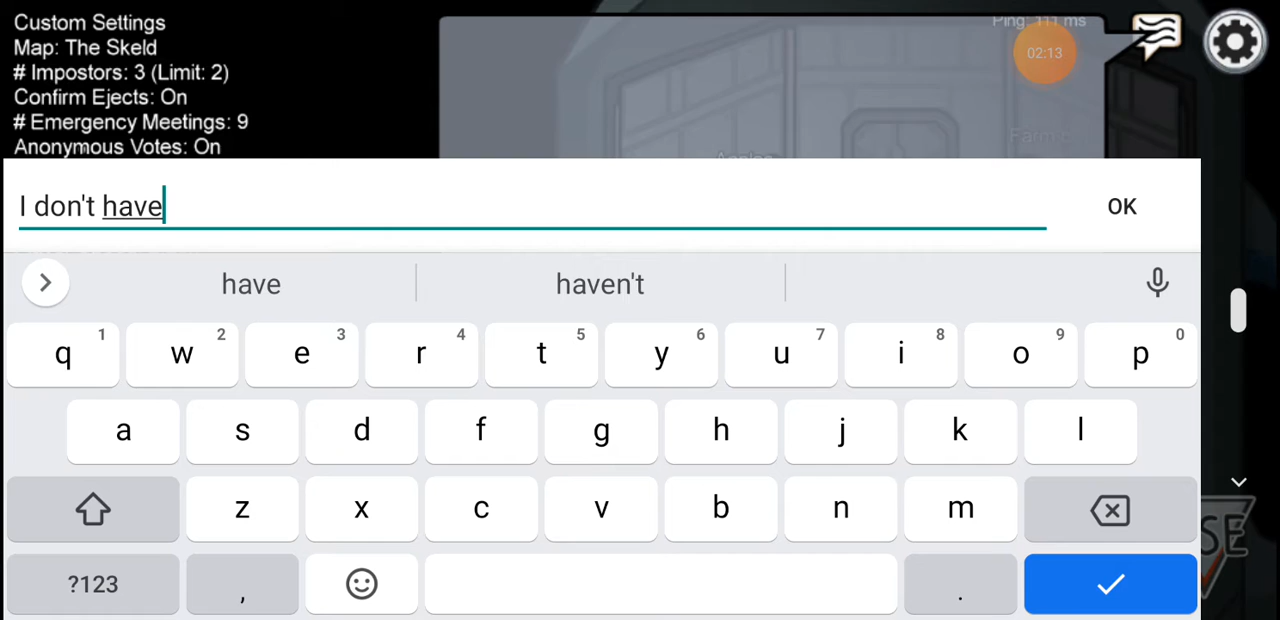 Custom Settings
Map: The Skeld
# Impostors: 3 (Limit: 2)
Confirm Ejects: On
# Emergency Meetings: 9
Anonymous Votes: On
Ping: 111 ms
02:13
I don't have
OK
have haven't
q 1 w 2 e 3 r 4 t 5 y 6 u 7 i 8 o 9 p 0
a s d f g h j k l
z x c v b n m
?123 , .